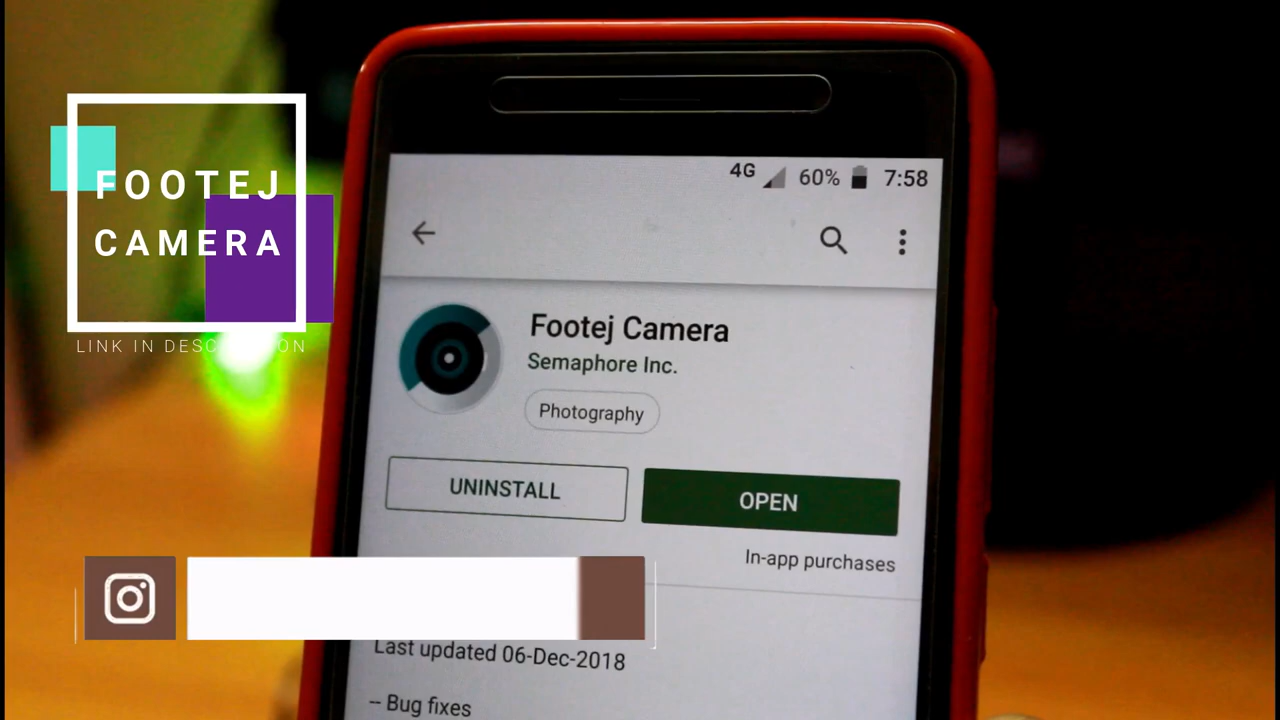 FOOTEJ
CAMERA
LINK IN DESCRIPTION
4G 60% 7:58
Footej Camera
Semaphore Inc.
Photography
UNINSTALL
OPEN
In-app purchases
Last updated 06-Dec-2018
-- Bug fixes